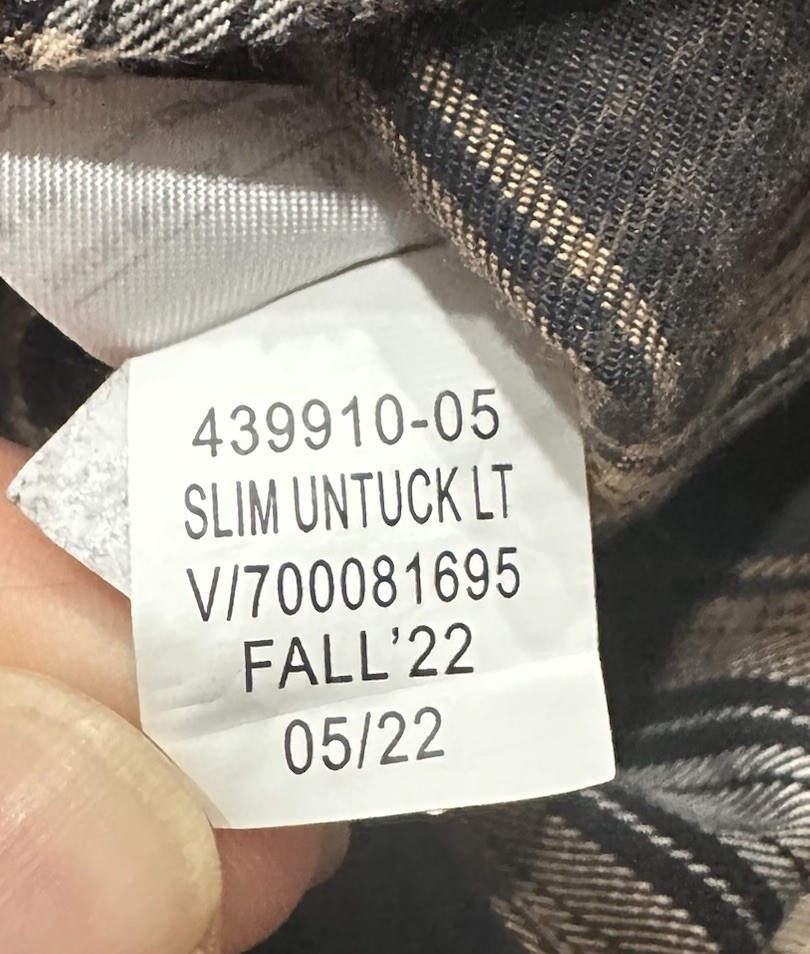 439910-05
SLIM UNTUCK LT
V/700081695
FALL'22
05/22